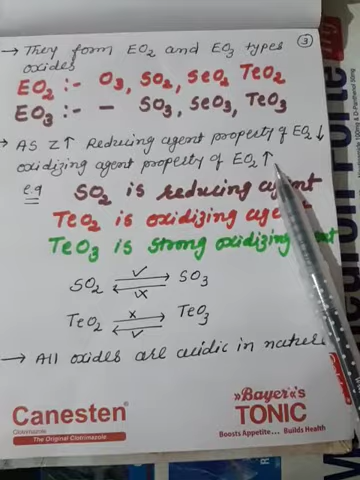 ③
→ They form EO2 and EO3 types
oxides
EO2 :- O3, SO2, SeO2 TeO2
EO3 :- – SO3, SeO3, TeO3
→ AS Z↑ Reducing agent property of EO2 ↓
oxidizing agent property of EO2 ↑
e.g SO2 is reducing agent
TeO2 is oxidizing agent
TeO3 is strong oxidizing
SO2 ⇌ SO3
✓
×
TeO2 ⇌ TeO3
×
✓
→ All oxides are acidic in nature
Canesten®
Clotrimazole
The Original Clotrimazole
»Bayer«s
TONIC
Boosts Appetite... Builds Health